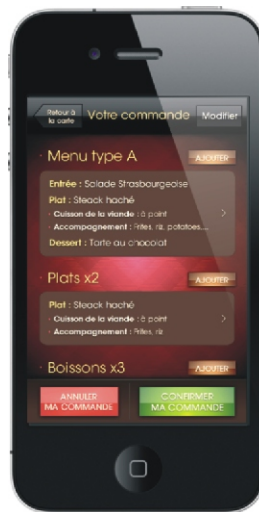 Retour à
la carte
Votre commande
Modifier
· Menu type A
AJOUTER
Entrée : Salade Strasbourgeoise
Plat : Steack haché
· Cuisson de la viande : à point
· Accompagnement : Frites, riz, potatoes,...
Dessert : Tarte au chocolat
· Plats x2
AJOUTER
Plat : Steack haché
· Cuisson de la viande : à point
· Accompagnement : Frites, riz
· Boissons x3
AJOUTER
ANNULER
MA COMMANDE
CONFIRMER
MA COMMANDE